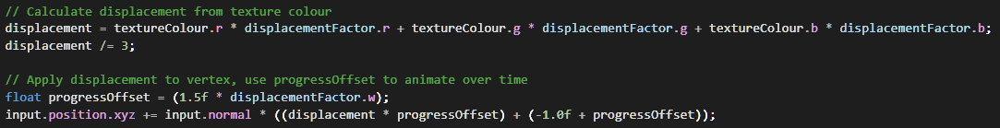 // Calculate displacement from texture colour
displacement = textureColour.r * displacementFactor.r + textureColour.g * displacementFactor.g + textureColour.b * displacementFactor.b;
displacement /= 3;

// Apply displacement to vertex, use progressOffset to animate over time
float progressOffset = (1.5f * displacementFactor.w);
input.position.xyz += input.normal * ((displacement * progressOffset) + (-1.0f + progressOffset));